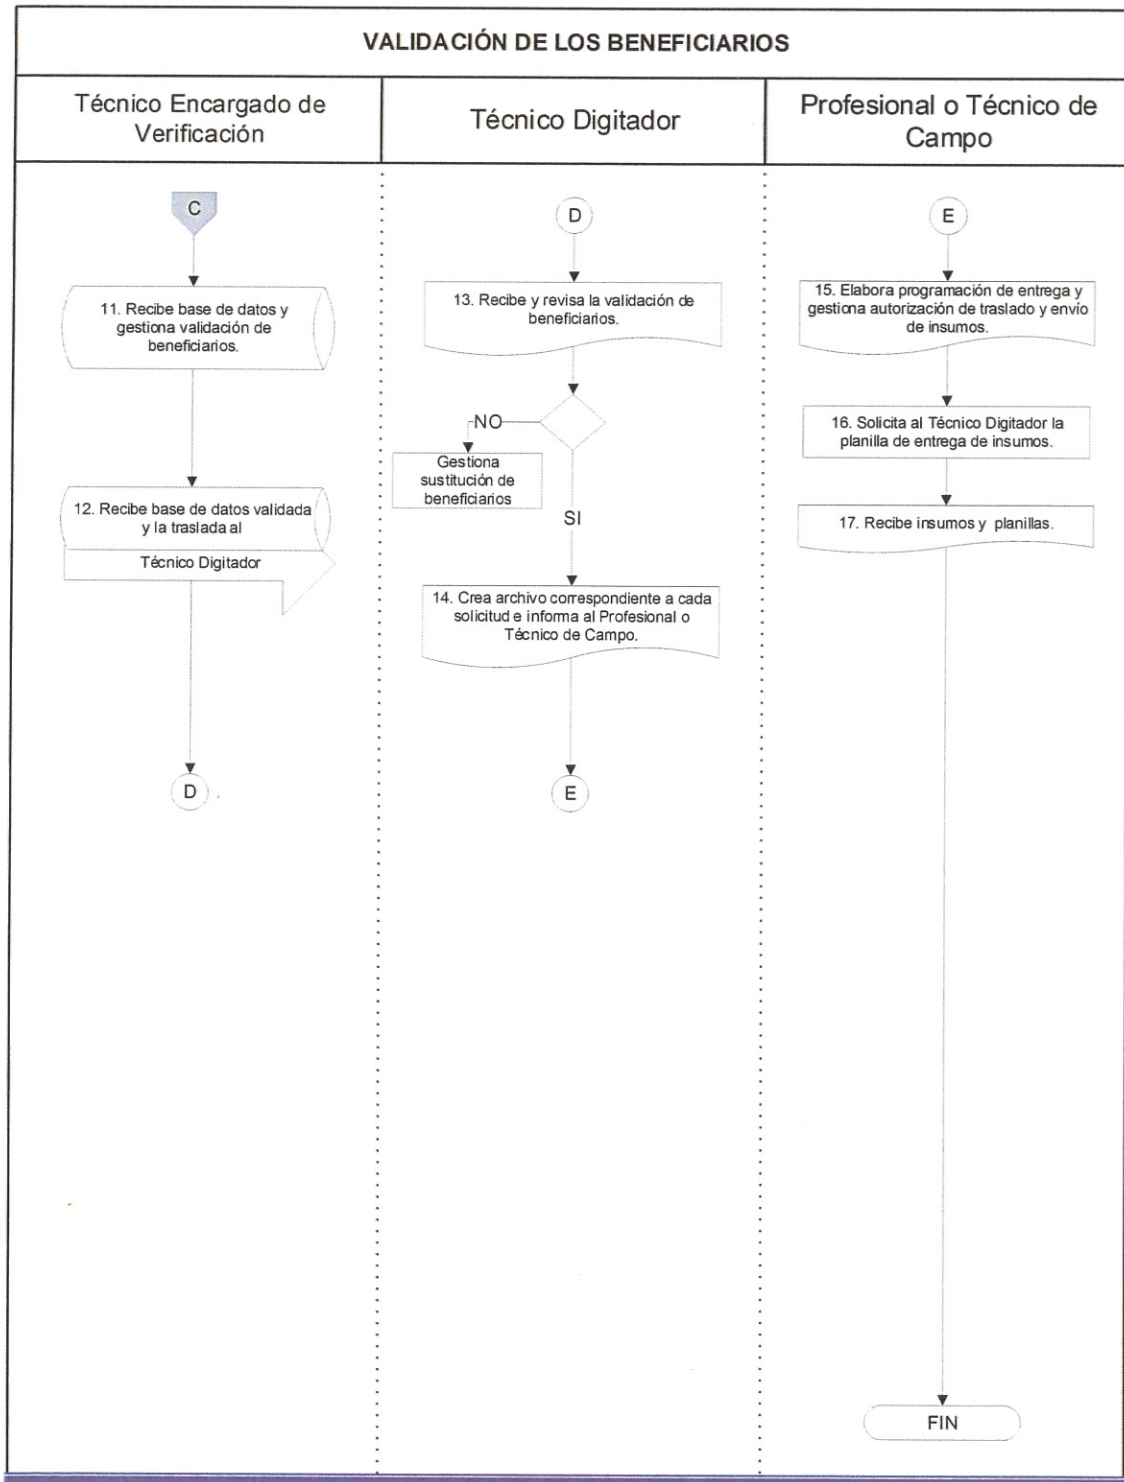 VALIDACIÓN DE LOS BENEFICIARIOS
Técnico Encargado de
Verificación
Técnico Digitador
Profesional o Técnico de
Campo
C
11. Recibe base de datos y
gestiona validación de
beneficiarios.
12. Recibe base de datos validada
y la traslada al
Técnico Digitador
D
D
13. Recibe y revisa la validación de
beneficiarios.
NO
Gestiona
sustitución de
beneficiarios
SI
14. Crea archivo correspondiente a cada
solicitud e informa al Profesional o
Técnico de Campo.
E
E
15. Elabora programación de entrega y
gestiona autorización de traslado y envío
de insumos.
16. Solicita al Técnico Digitador la
planilla de entrega de insumos.
17. Recibe insumos y planillas.
FIN